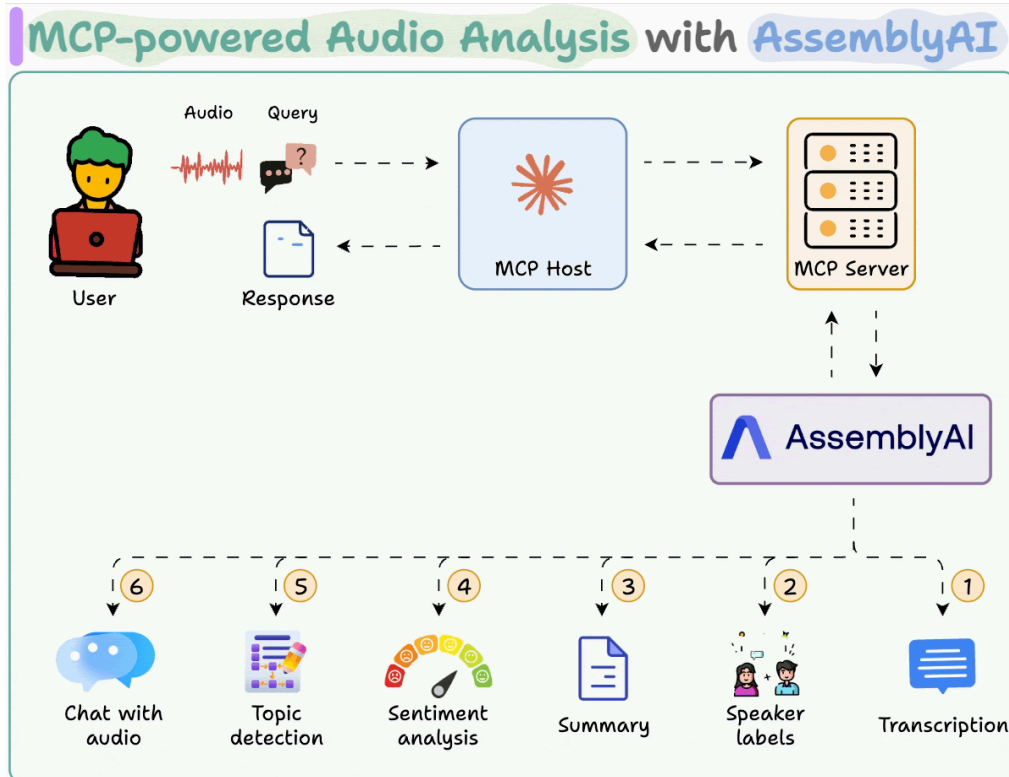 MCP-powered Audio Analysis with AssemblyAI
Audio
Query
?
User
Response
MCP Host
MCP Server
AssemblyAI
6
5
4
3
2
1
Chat with
audio
Topic
detection
Sentiment
analysis
Summary
Speaker
labels
Transcription